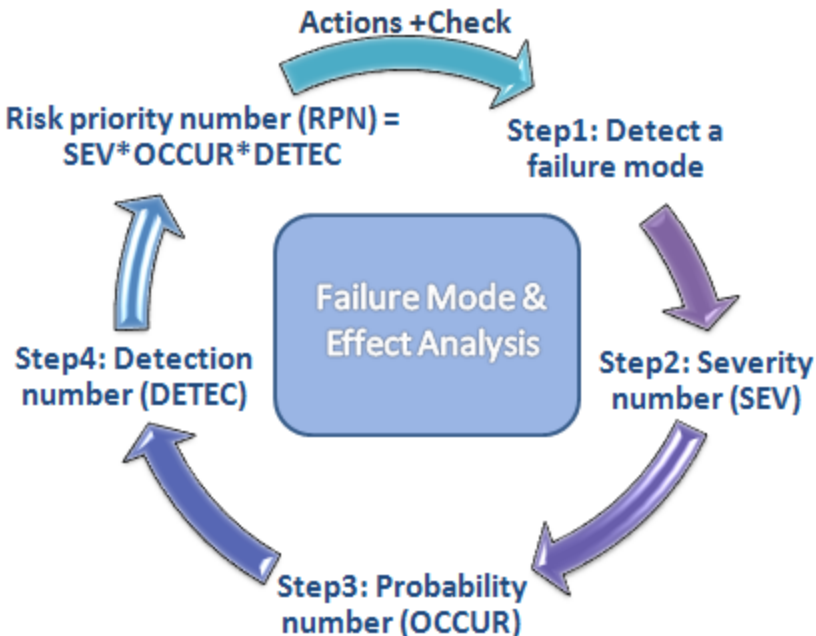 Actions +Check
Step1: Detect a
failure mode
Step2: Severity
number (SEV)
Step3: Probability
number (OCCUR)
Step4: Detection
number (DETEC)
Risk priority number (RPN) =
SEV*OCCUR*DETEC
Failure Mode &
Effect Analysis